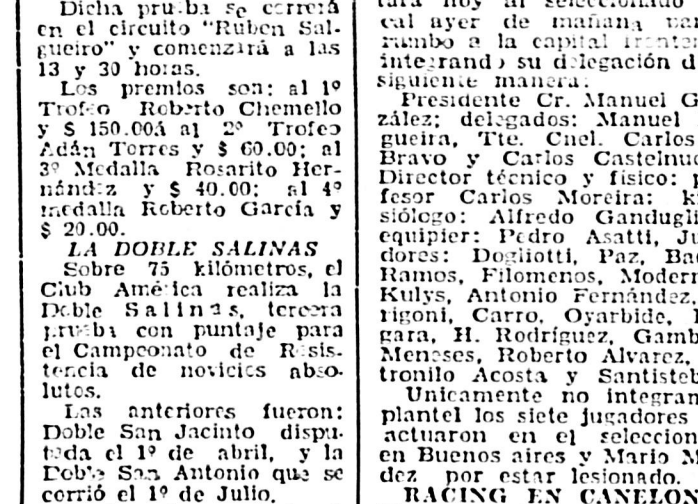 Dicha prueba se correrá
en el circuito "Ruben Sal-
gueiro" y comenzará a las
13 y 30 horas.
Los premios son: al 1º
Trofeo Roberto Chemello
y $ 150.00á al 2º Trofeo
Adán Torres y $ 60.00; al
3º Medalla Rosarito Her-
nández y $ 40.00; al 4º
medalla Roberto García y
$ 20.00.
LA DOBLE SALINAS
Sobre 75 kilómetros, el
Club América realiza la
Doble Salinas, tercera
prueba con puntaje para
el Campeonato de Resis-
tencia de novicios abso-
lutos.
Las anteriores fueron:
Doble San Jacinto dispu-
tada el 1º de abril, y la
Doble San Antonio que se
corrió el 1º de Julio.
hoy al seleccionado
cal ayer de mañana
rumbo a la capital
integrando su delegación d
siguiente manera:
Presidente Cr. Manuel G
zález; delegados: Manuel
gueira, Tte. Cnel. Carlos
Bravo y Carlos Castelnuo
Director técnico y físico: p
fesor Carlos Moreira: k
siólogo: Alfredo Gandugli
equipier: Pedro Asatti, Ju
dores: Dogliotti, Paz, Ba
Ramos, Filomenos, Modern
Kulys, Antonio Fernández.
rigoni, Carro, Oyarbide,
gara, H. Rodríguez, Gamb
Meneses, Roberto Alvarez,
tronilo Acosta y Santisteb
Unicamente no integran
plantel los siete jugadores
actuaron en el seleccion
en Buenos aires y Mario M
dez por estar lesionado.
RACING EN CANELON